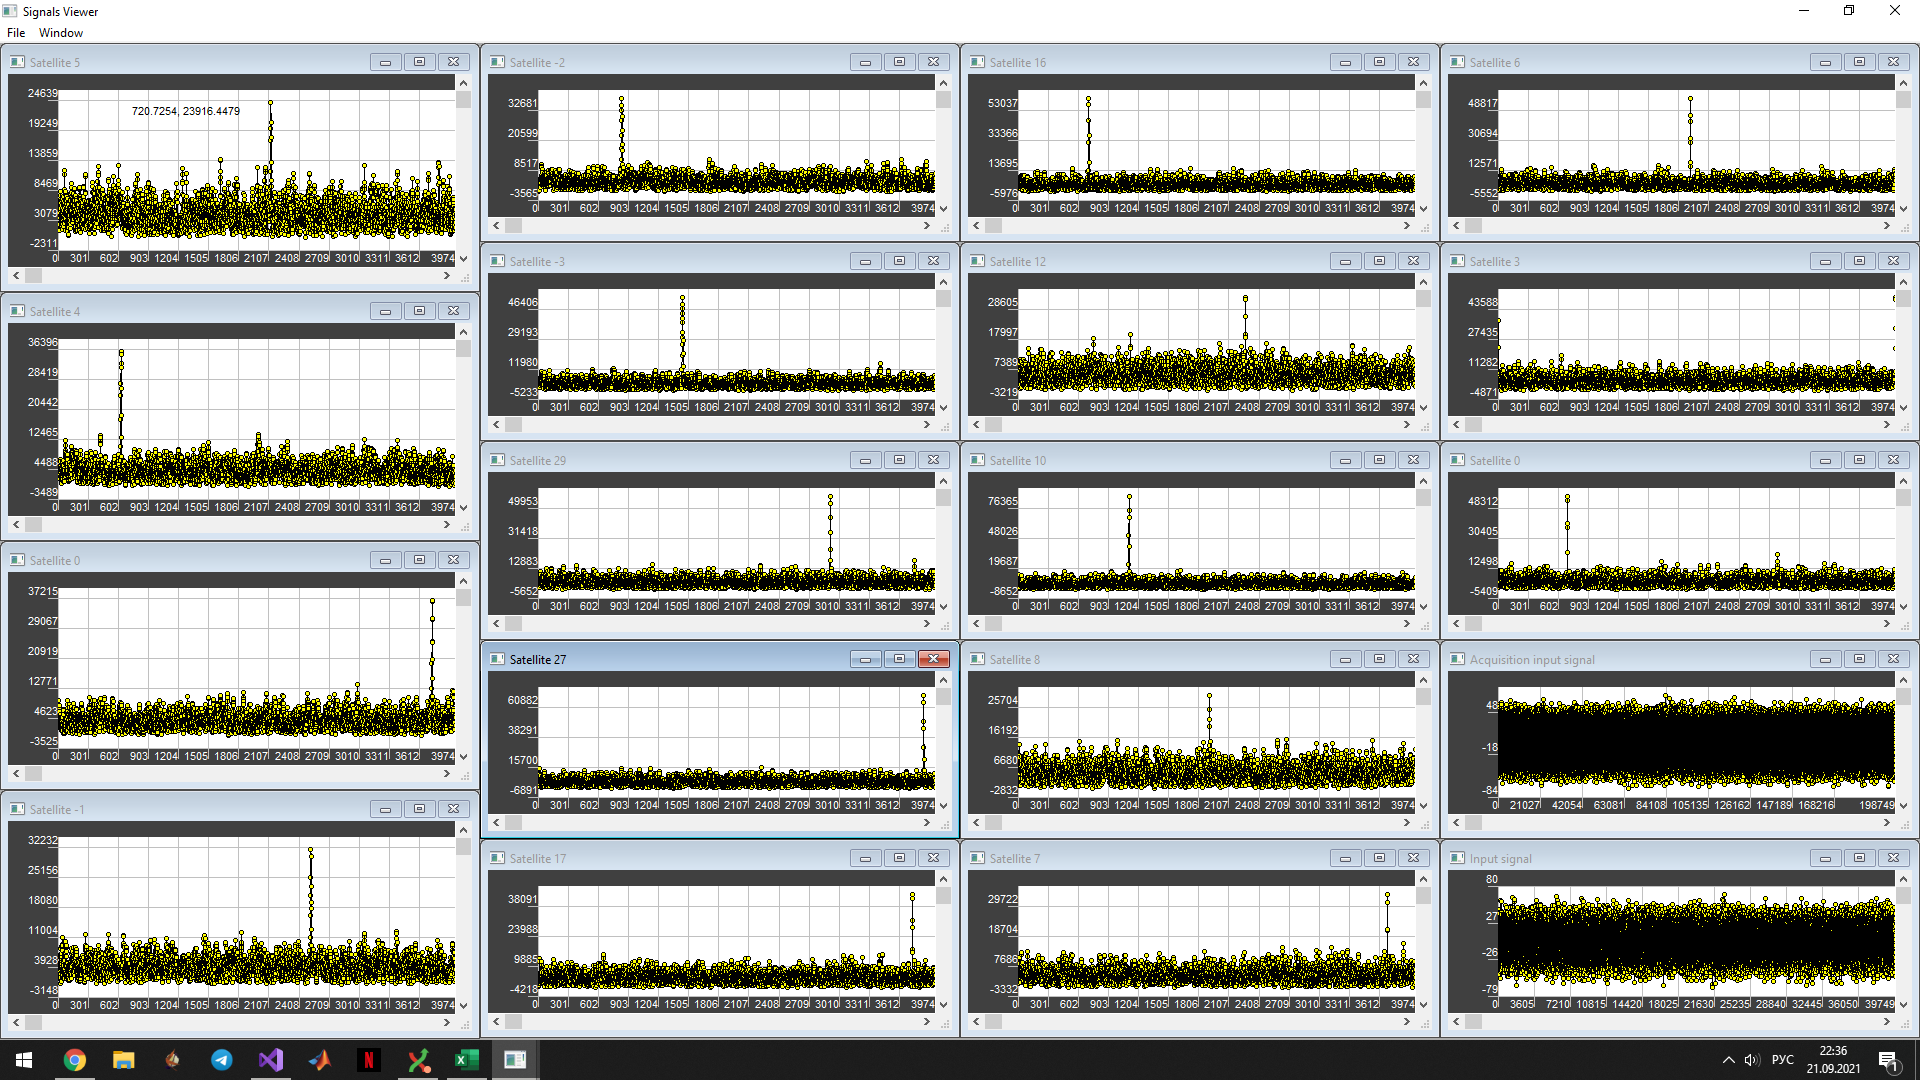 Signals Viewer
File Window
Satellite 5
24639
19249
13859
8469
3079
-2311
720.7254, 23916.4479
0 301 602 903 1204 1505 1806 2107 2408 2709 3010 3311 3612 3974
Satellite 4
36396
28419
20442
12465
4488
-3489
0 301 602 903 1204 1505 1806 2107 2408 2709 3010 3311 3612 3974
Satellite 0
37215
29067
20919
12771
4623
-3525
0 301 602 903 1204 1505 1806 2107 2408 2709 3010 3311 3612 3974
Satellite -1
32232
25156
18080
11004
3928
-3148
0 301 602 903 1204 1505 1806 2107 2408 2709 3010 3311 3612 3974
Satellite -2
32681
20599
8517
-3565
0 301 602 903 1204 1505 1806 2107 2408 2709 3010 3311 3612 3974
Satellite -3
46406
29193
11980
-5233
0 301 602 903 1204 1505 1806 2107 2408 2709 3010 3311 3612 3974
Satellite 29
49953
31418
12883
-5652
0 301 602 903 1204 1505 1806 2107 2408 2709 3010 3311 3612 3974
Satellite 27
60882
38291
15700
-6891
0 301 602 903 1204 1505 1806 2107 2408 2709 3010 3311 3612 3974
Satellite 17
38091
23988
9885
-4218
0 301 602 903 1204 1505 1806 2107 2408 2709 3010 3311 3612 3974
Satellite 16
53037
33366
13695
-5976
0 301 602 903 1204 1505 1806 2107 2408 2709 3010 3311 3612 3974
Satellite 12
28605
17997
7389
-3219
0 301 602 903 1204 1505 1806 2107 2408 2709 3010 3311 3612 3974
Satellite 10
76365
48026
19687
-8652
0 301 602 903 1204 1505 1806 2107 2408 2709 3010 3311 3612 3974
Satellite 8
25704
16192
6680
-2832
0 301 602 903 1204 1505 1806 2107 2408 2709 3010 3311 3612 3974
Satellite 7
29722
18704
7686
-3332
0 301 602 903 1204 1505 1806 2107 2408 2709 3010 3311 3612 3974
Satellite 6
48817
30694
12571
-5552
0 301 602 903 1204 1505 1806 2107 2408 2709 3010 3311 3612 3974
Satellite 3
43588
27435
11282
-4871
0 301 602 903 1204 1505 1806 2107 2408 2709 3010 3311 3612 3974
Satellite 0
48312
30405
12498
-5409
0 301 602 903 1204 1505 1806 2107 2408 2709 3010 3311 3612 3974
Acquisition input signal
48
-18
-84
0 21027 42054 63081 84108 105135 126162 147189 168216 198749
Input signal
80
27
-26
-79
0 3605 7210 10815 14420 18025 21630 25235 28840 32445 36050 39749
РУС
22:36
21.09.2021
1